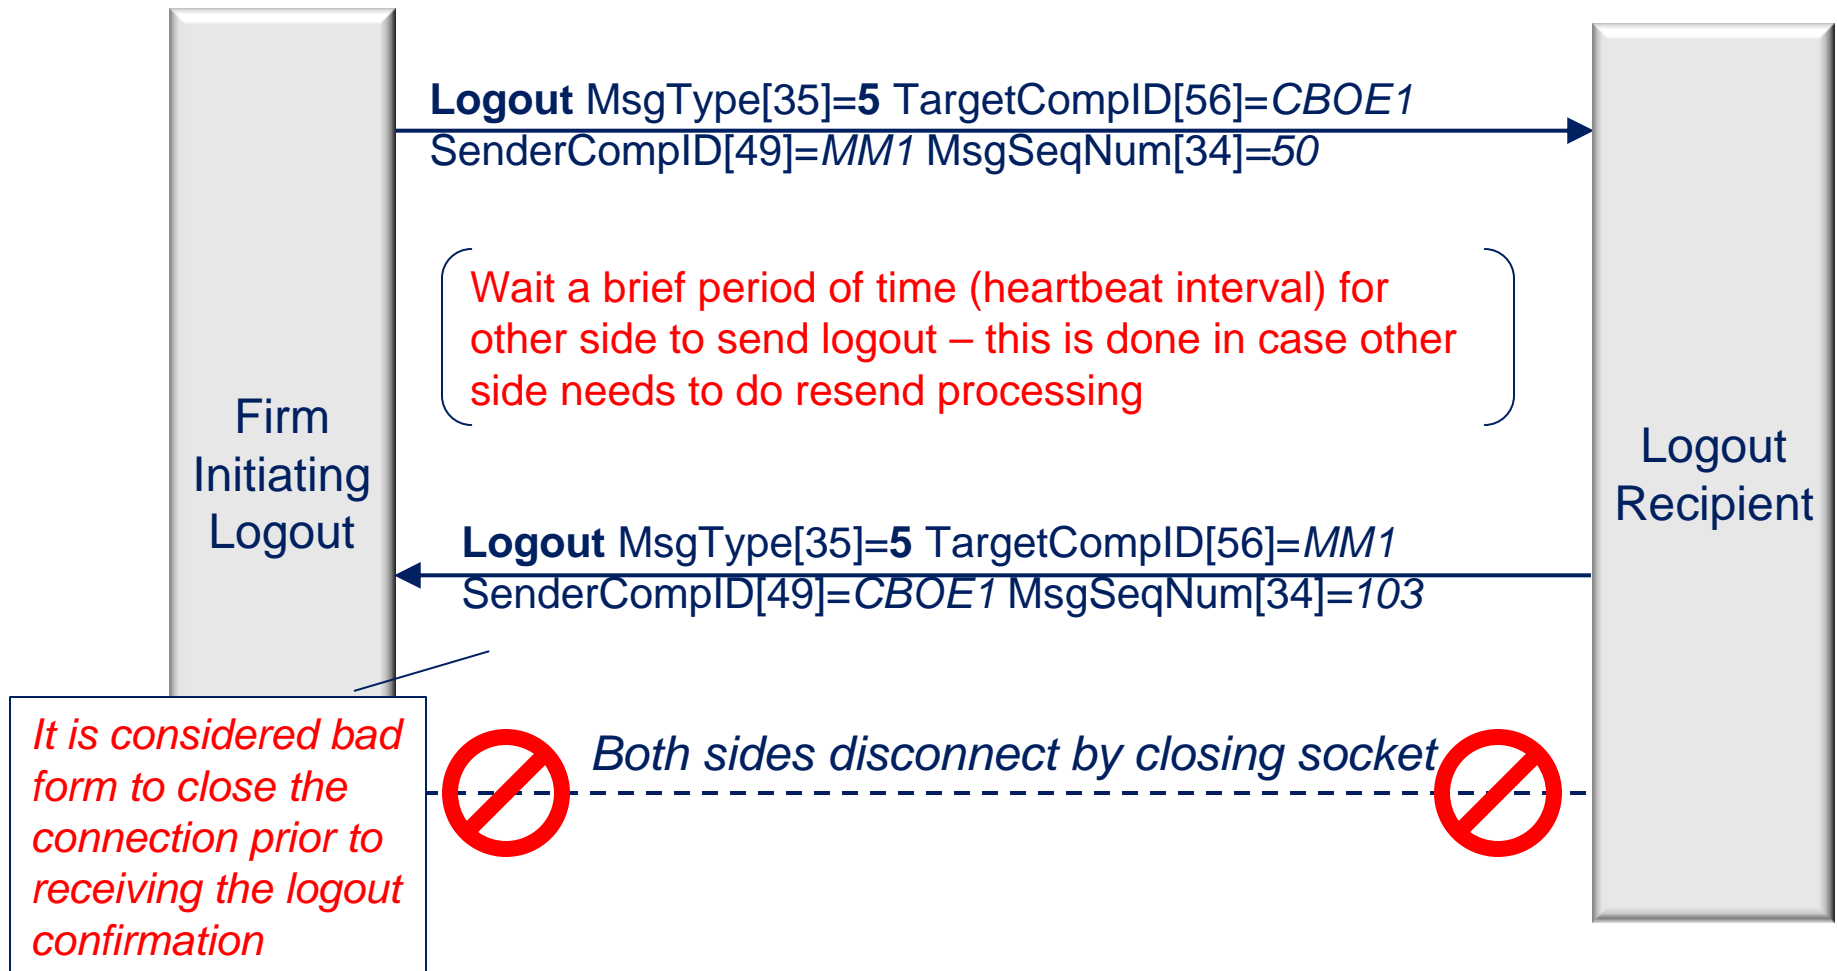 Logout MsgType[35]=5 TargetCompID[56]=CBOE1
SenderCompID[49]=MM1 MsgSeqNum[34]=50
Wait a brief period of time (heartbeat interval) for
other side to send logout – this is done in case other
side needs to do resend processing
Firm
Initiating
Logout
Logout
Recipient
Logout MsgType[35]=5 TargetCompID[56]=MM1
SenderCompID[49]=CBOE1 MsgSeqNum[34]=103
It is considered bad
form to close the
connection prior to
receiving the logout
confirmation
Both sides disconnect by closing socket